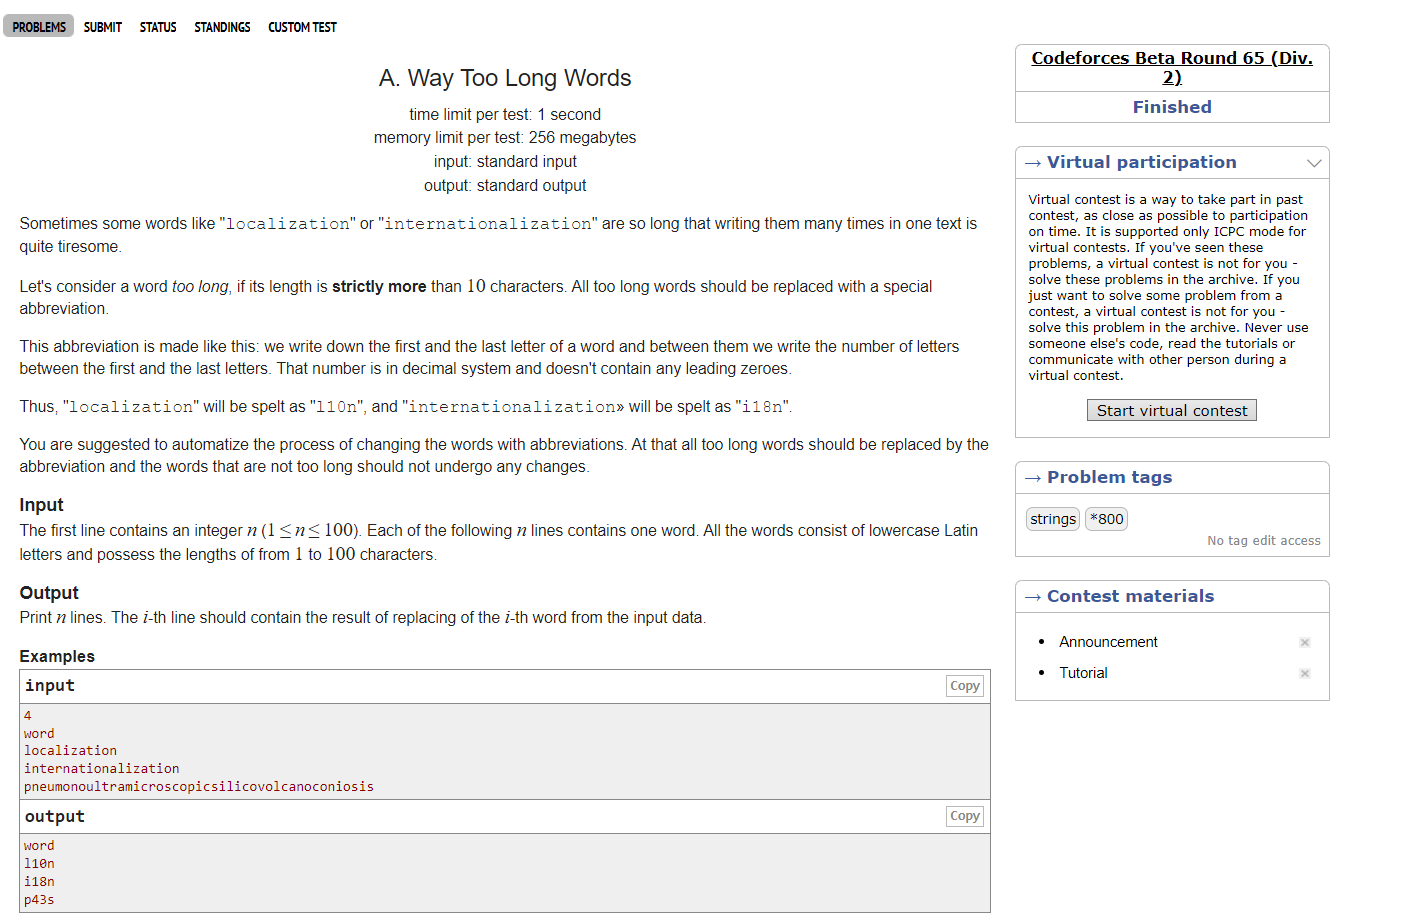 PROBLEMS SUBMIT STATUS STANDINGS CUSTOM TEST
A. Way Too Long Words
time limit per test: 1 second
memory limit per test: 256 megabytes
input: standard input
output: standard output
Sometimes some words like "localization" or "internationalization" are so long that writing them many times in one text is
quite tiresome.
Let's consider a word too long, if its length is strictly more than 10 characters. All too long words should be replaced with a special
abbreviation.
This abbreviation is made like this: we write down the first and the last letter of a word and between them we write the number of letters
between the first and the last letters. That number is in decimal system and doesn't contain any leading zeroes.
Thus, "localization" will be spelt as "l10n", and "internationalization» will be spelt as "i18n".
You are suggested to automatize the process of changing the words with abbreviations. At that all too long words should be replaced by the
abbreviation and the words that are not too long should not undergo any changes.
Input
The first line contains an integer n (1 ≤ n ≤ 100). Each of the following n lines contains one word. All the words consist of lowercase Latin
letters and possess the lengths of from 1 to 100 characters.
Output
Print n lines. The i-th line should contain the result of replacing of the i-th word from the input data.
Examples
input
Copy
4
word
localization
internationalization
pneumonoultramicroscopicsilicovolcanoconiosis
output
Copy
word
l10n
i18n
p43s
Codeforces Beta Round 65 (Div.
2)
Finished
→ Virtual participation
Virtual contest is a way to take part in past
contest, as close as possible to participation
on time. It is supported only ICPC mode for
virtual contests. If you've seen these
problems, a virtual contest is not for you -
solve these problems in the archive. If you
just want to solve some problem from a
contest, a virtual contest is not for you -
solve this problem in the archive. Never use
someone else's code, read the tutorials or
communicate with other person during a
virtual contest.
Start virtual contest
→ Problem tags
strings *800
No tag edit access
→ Contest materials
• Announcement
• Tutorial